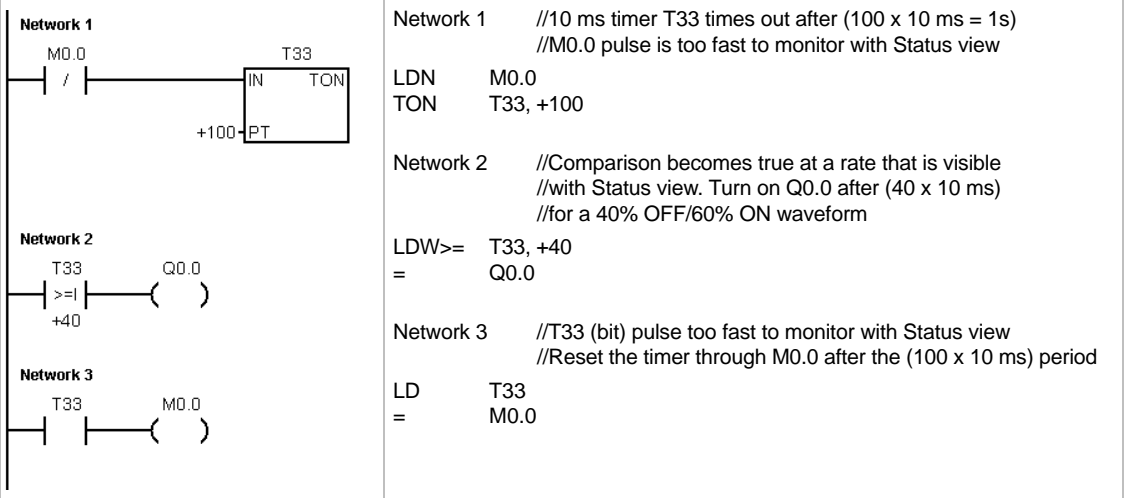 Network 1
M0.0
T33
/
IN TON
+100 PT
Network 2
T33 Q0.0
>=I
+40
Network 3
T33 M0.0
Network 1 //10 ms timer T33 times out after (100 x 10 ms = 1s)
//M0.0 pulse is too fast to monitor with Status view
LDN M0.0
TON T33, +100
Network 2 //Comparison becomes true at a rate that is visible
//with Status view. Turn on Q0.0 after (40 x 10 ms)
//for a 40% OFF/60% ON waveform
LDW>= T33, +40
= Q0.0
Network 3 //T33 (bit) pulse too fast to monitor with Status view
//Reset the timer through M0.0 after the (100 x 10 ms) period
LD T33
= M0.0